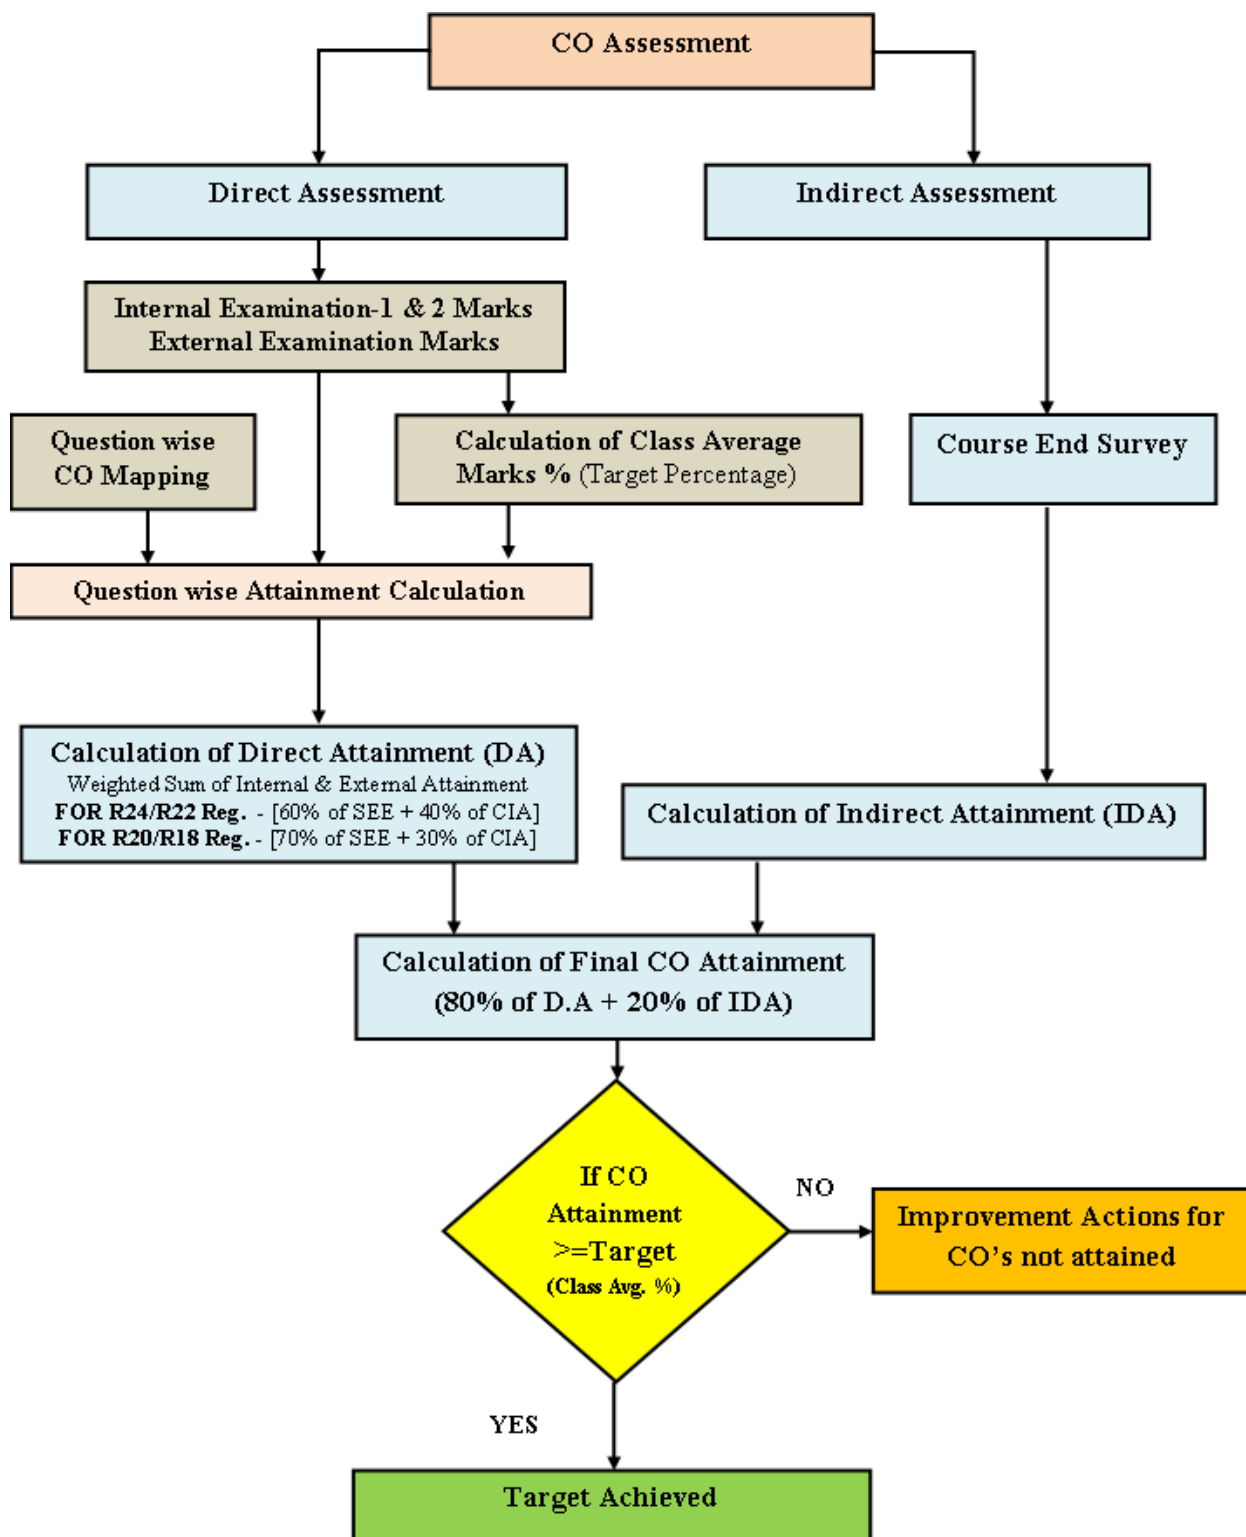 CO Assessment
Direct Assessment
Indirect Assessment
Internal Examination-1 & 2 Marks
External Examination Marks
Question wise
CO Mapping
Calculation of Class Average
Marks % (Target Percentage)
Course End Survey
Question wise Attainment Calculation
Calculation of Direct Attainment (DA)
Weighted Sum of Internal & External Attainment
FOR R24/R22 Reg. - [60% of SEE + 40% of CIA]
FOR R20/R18 Reg. - [70% of SEE + 30% of CIA]
Calculation of Indirect Attainment (IDA)
Calculation of Final CO Attainment
(80% of D.A + 20% of IDA)
If CO
Attainment
>=Target
(Class Avg. %)
NO
Improvement Actions for
CO's not attained
YES
Target Achieved